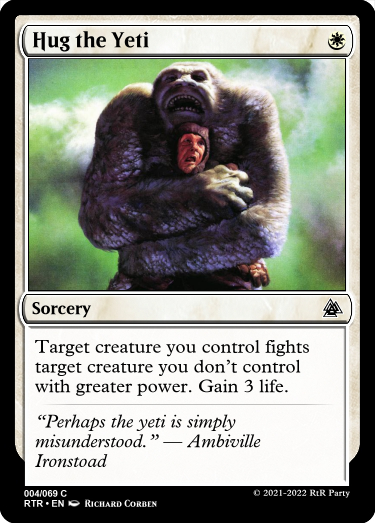 Hug the Yeti
Sorcery
Target creature you control fights
target creature you don't control
with greater power. Gain 3 life.
"Perhaps the yeti is simply
misunderstood." — Ambiville
Ironstoad
004/069 C
RTR • EN Richard Corben
© 2021-2022 RtR Party